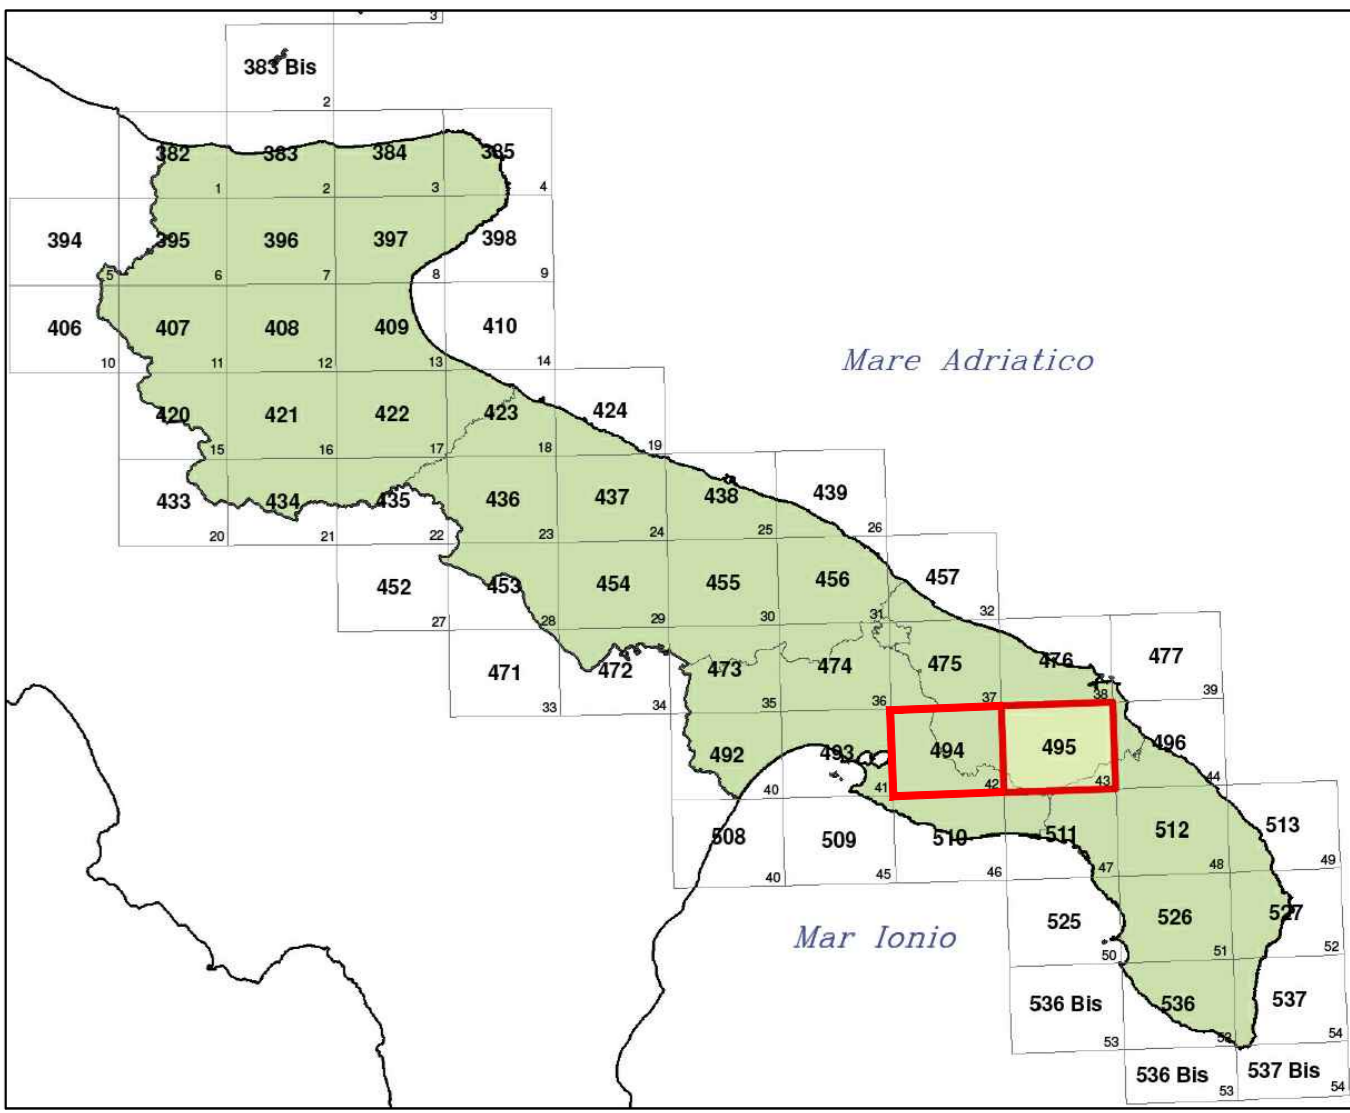 3
383 Bis
2
382 383 384 385
1 2 3 4
394 395 396 397 398
5 6 7 8 9
406 407 408 409 410
10 11 12 13 14
Mare Adriatico
420 421 422 423 424
15 16 17 18 19
433 434 435 436 437 438 439
20 21 22 23 24 25 26
452 453 454 455 456 457
27 28 29 30 31 32
471 472 473 474 475 476 477
33 34 35 36 37 38 39
492 493 494 495 496
40 41 42 43 44
508 509 510 511 512 513
40 45 46 47 48 49
Mar Ionio
525 526 527
50 51 52
536 Bis 536 537
53 52 54
536 Bis 537 Bis
53 54